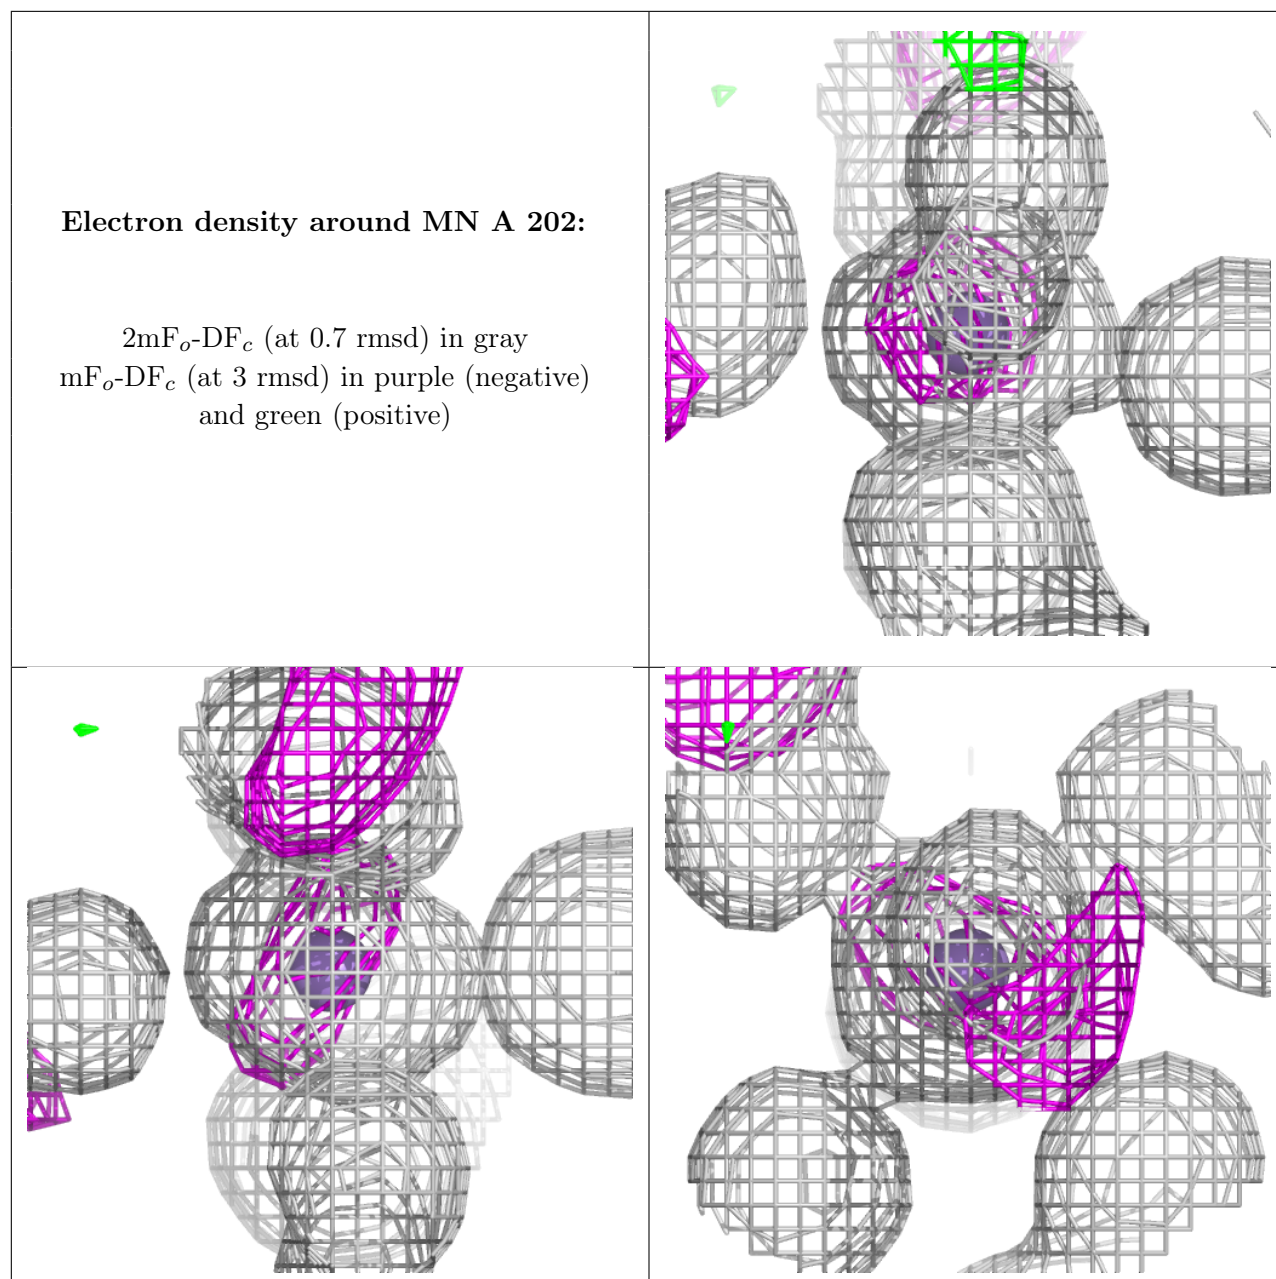 Electron density around MN A 202:
2mFo-DFc (at 0.7 rmsd) in gray
mFo-DFc (at 3 rmsd) in purple (negative)
and green (positive)